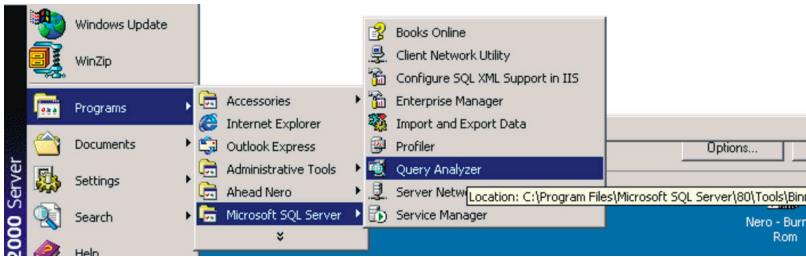 2000 Server
Windows Update
WinZip
Programs
Documents
Settings
Search
Help
Accessories
Internet Explorer
Outlook Express
Administrative Tools
Ahead Nero
Microsoft SQL Server
Books Online
Client Network Utility
Configure SQL XML Support in IIS
Enterprise Manager
Import and Export Data
Profiler
Query Analyzer
Server Netw
Service Manager
Location: C:\Program Files\Microsoft SQL Server\80\Tools\Binn
Options...
Nero - Burn
Rom